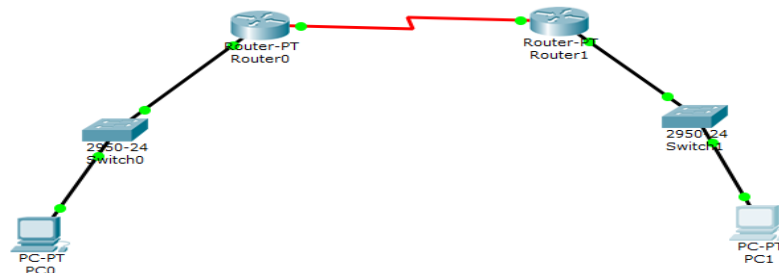 Router-PT
Router0
Router-PT
Router1
2950-24
Switch0
2950-24
Switch1
PC-PT
PC0
PC-PT
PC1